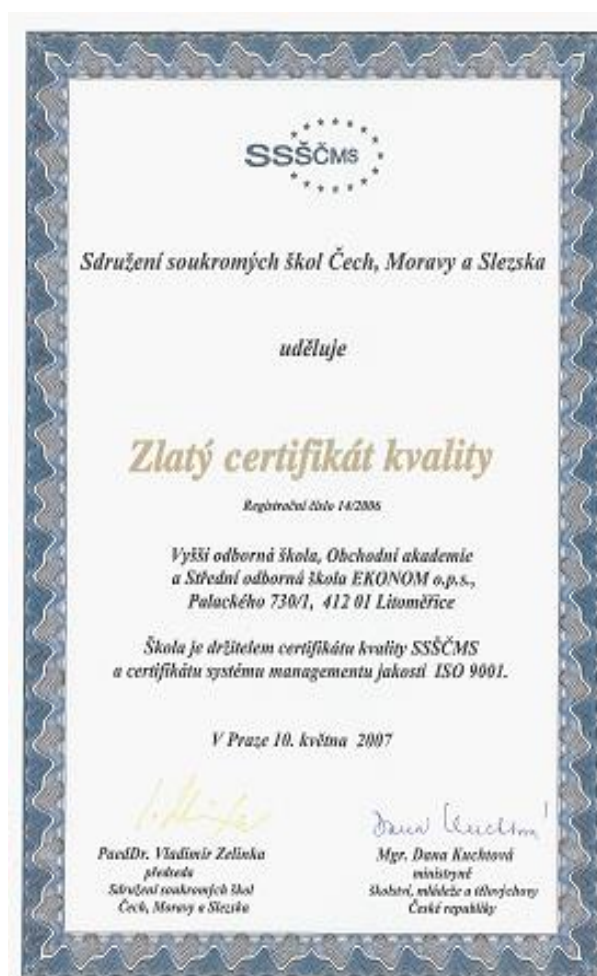 SSŠČMS
Sdružení soukromých škol Čech, Moravy a Slezska
uděluje
Zlatý certifikát kvality
Registrační číslo 14/2006
Vyšší odborná škola, Obchodní akademie
a Střední odborná škola EKONOM o.p.s.,
Palackého 730/1, 412 01 Litoměřice
Škola je držitelem certifikátu kvality SSŠČMS
a certifikátu systému managementu jakosti ISO 9001.
V Praze 10. května 2007
Dana Kuchtová
PaedDr. Vladimír Zelinka
předseda
Sdružení soukromých škol
Čech, Moravy a Slezska
Mgr. Dana Kuchtová
ministryně
školství, mládeže a tělovýchovy
České republiky